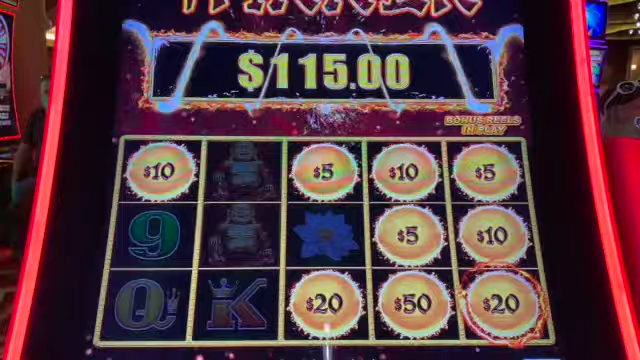 $115.00
BONUS REELS
IN PLAY
$10 $5 $10 $5
9 $5 $10
Q K $20 $50 $20